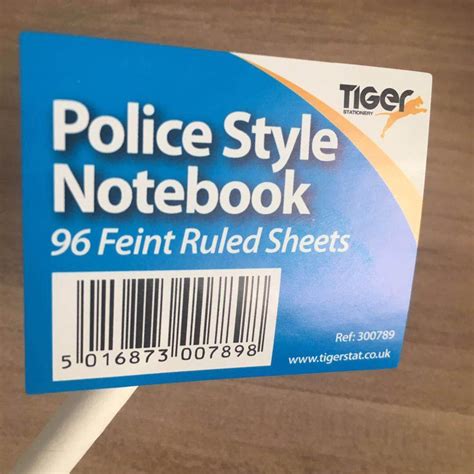 TIGER
STATIONERY
Police Style
Notebook
96 Feint Ruled Sheets
5 016873 007898
Ref: 300789
www.tigerstat.co.uk